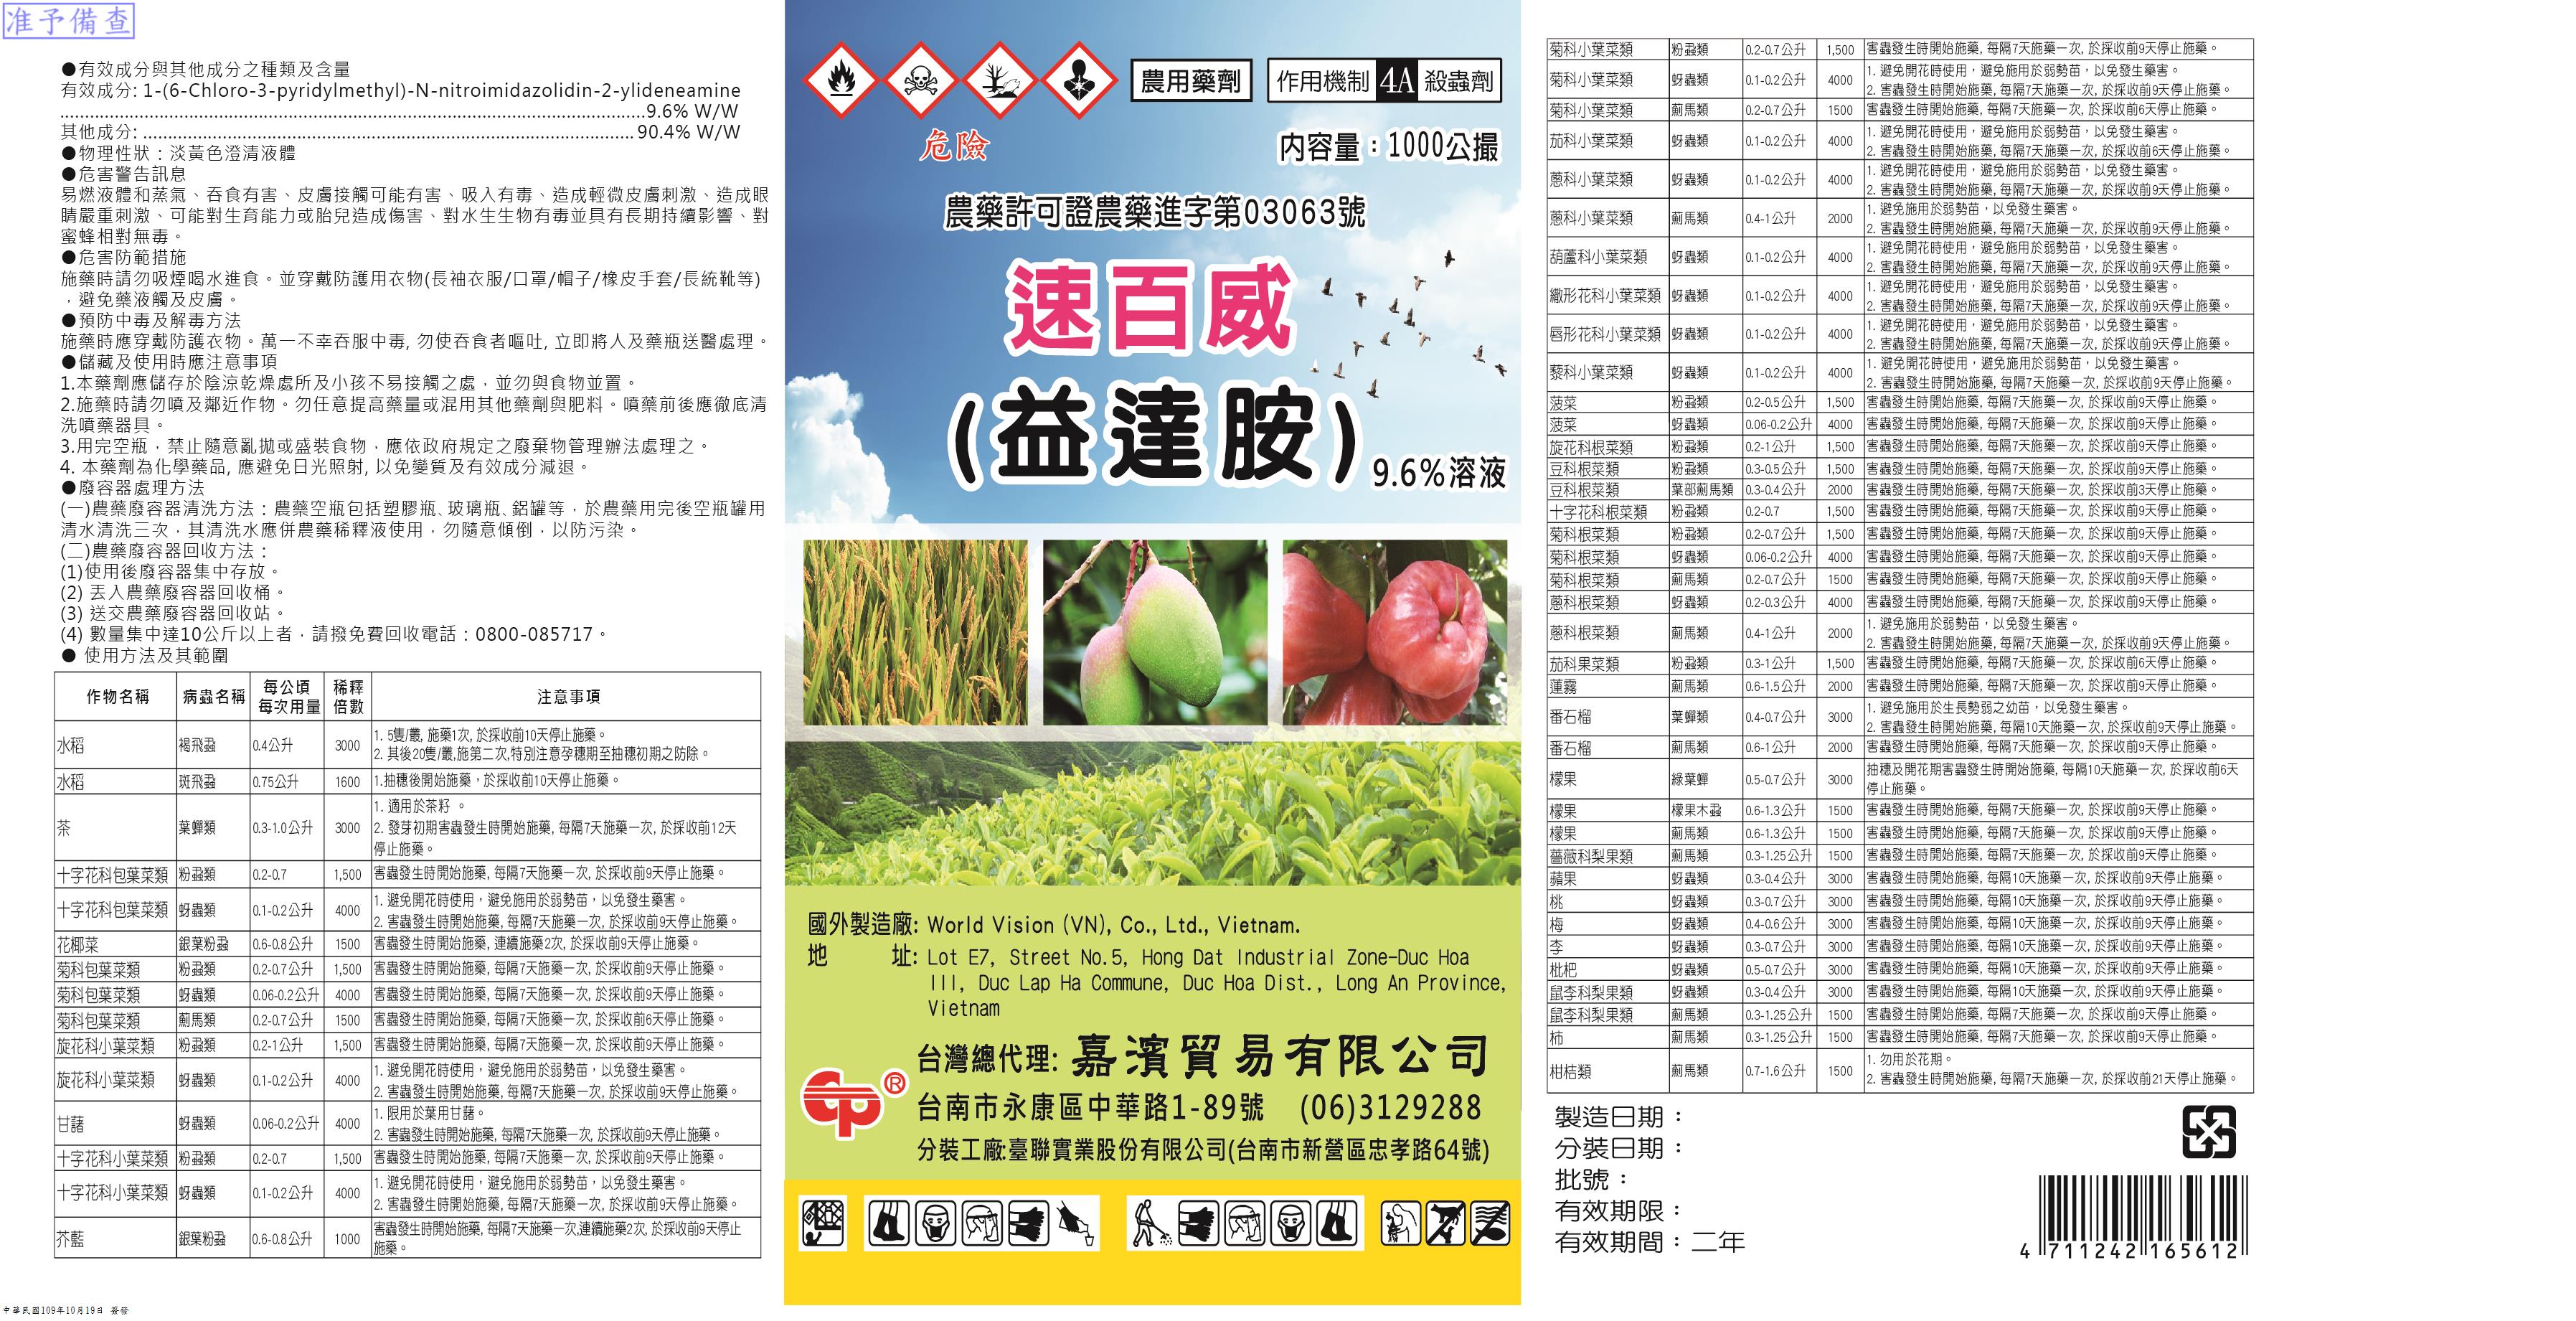 准予備查
●有效成分與其他成分之種類及含量
有效成分: 1-(6-Chloro-3-pyridylmethyl)-N-nitroimidazolidin-2-ylideneamine
........................................................................................................................9.6% W/W
其他成分: .................................................................................................... 90.4% W/W
●物理性狀：淡黃色澄清液體
●危害警告訊息
易燃液體和蒸氣、吞食有害、皮膚接觸可能有害、吸入有毒、造成輕微皮膚刺激、造成眼
睛嚴重刺激、可能對生育能力或胎兒造成傷害、對水生生物有毒並具有長期持續影響、對
蜜蜂相對無毒。
●危害防範措施
施藥時請勿吸煙喝水進食。並穿戴防護用衣物(長袖衣服/口罩/帽子/橡皮手套/長統靴等)
，避免藥液觸及皮膚。
●預防中毒及解毒方法
施藥時應穿戴防護衣物。萬一不幸吞服中毒, 勿使吞食者嘔吐, 立即將人及藥瓶送醫處理。
●儲藏及使用時應注意事項
1.本藥劑應儲存於陰涼乾燥處所及小孩不易接觸之處，並勿與食物並置。
2.施藥時請勿噴及鄰近作物。勿任意提高藥量或混用其他藥劑與肥料。噴藥前後應徹底清
洗噴藥器具。
3.用完空瓶，禁止隨意亂拋或盛裝食物，應依政府規定之廢棄物管理辦法處理之。
4. 本藥劑為化學藥品, 應避免日光照射, 以免變質及有效成分減退。
●廢容器處理方法
(一)農藥廢容器清洗方法：農藥空瓶包括塑膠瓶､玻璃瓶､鋁罐等，於農藥用完後空瓶罐用
清水清洗三次，其清洗水應併農藥稀釋液使用，勿隨意傾倒，以防污染。
(二)農藥廢容器回收方法：
(1)使用後廢容器集中存放。
(2) 丟入農藥廢容器回收桶。
(3) 送交農藥廢容器回收站。
(4) 數量集中達10公斤以上者，請撥免費回收電話：0800-085717。
● 使用方法及其範圍
作物名稱 病蟲名稱 每公頃每次用量 稀釋倍數 注意事項
水稻 褐飛蝨 0.4公升 3000 1. 5隻/叢, 施藥1次, 於採收前10天停止施藥。
2. 其後20隻/叢,施第二次,特別注意孕穗期至抽穗初期之防除。
水稻 斑飛蝨 0.75公升 1600 1.抽穗後開始施藥，於採收前10天停止施藥。
茶 葉蟬類 0.3-1.0公升 3000 1. 適用於茶籽 。
2. 發芽初期害蟲發生時開始施藥, 每隔7天施藥一次, 於採收前12天
停止施藥。
十字花科包葉菜類 粉蝨類 0.2-0.7 1,500 害蟲發生時開始施藥, 每隔7天施藥一次, 於採收前9天停止施藥。
十字花科包葉菜類 蚜蟲類 0.1-0.2公升 4000 1. 避免開花時使用，避免施用於弱勢苗，以免發生藥害。
2. 害蟲發生時開始施藥, 每隔7天施藥一次, 於採收前9天停止施藥。
花椰菜 銀葉粉蝨 0.6-0.8公升 1500 害蟲發生時開始施藥, 連續施藥2次, 於採收前9天停止施藥。
菊科包葉菜類 粉蝨類 0.2-0.7公升 1,500 害蟲發生時開始施藥, 每隔7天施藥一次, 於採收前9天停止施藥。
菊科包葉菜類 蚜蟲類 0.06-0.2公升 4000 害蟲發生時開始施藥, 每隔7天施藥一次, 於採收前9天停止施藥。
菊科包葉菜類 薊馬類 0.2-0.7公升 1500 害蟲發生時開始施藥, 每隔7天施藥一次, 於採收前6天停止施藥。
旋花科小葉菜類 粉蝨類 0.2-1公升 1,500 害蟲發生時開始施藥, 每隔7天施藥一次, 於採收前9天停止施藥。
旋花科小葉菜類 蚜蟲類 0.1-0.2公升 4000 1. 避免開花時使用，避免施用於弱勢苗，以免發生藥害。
2. 害蟲發生時開始施藥, 每隔7天施藥一次, 於採收前9天停止施藥。
甘藷 蚜蟲類 0.06-0.2公升 4000 1. 限用於葉用甘藷。
2. 害蟲發生時開始施藥, 每隔7天施藥一次, 於採收前9天停止施藥。
十字花科小葉菜類 粉蝨類 0.2-0.7 1,500 害蟲發生時開始施藥, 每隔7天施藥一次, 於採收前9天停止施藥。
十字花科小葉菜類 蚜蟲類 0.1-0.2公升 4000 1. 避免開花時使用，避免施用於弱勢苗，以免發生藥害。
2. 害蟲發生時開始施藥, 每隔7天施藥一次, 於採收前9天停止施藥。
芥藍 銀葉粉蝨 0.6-0.8公升 1000 害蟲發生時開始施藥, 每隔7天施藥一次,連續施藥2次, 於採收前9天停止
施藥。
中華民國109年10月19日 簽發
農用藥劑 作用機制 4A 殺蟲劑
危險
內容量：1000公撮
農藥許可證農藥進字第03063號
速百威
(益達胺) 9.6%溶液
國外製造廠: World Vision (VN), Co., Ltd., Vietnam.
地 址: Lot E7, Street No.5, Hong Dat Industrial Zone-Duc Hoa
III, Duc Lap Ha Commune, Duc Hoa Dist., Long An Province,
Vietnam
台灣總代理: 嘉濱貿易有限公司
cp ®
台南市永康區中華路1-89號 (06)3129288
分裝工廠:臺聯實業股份有限公司(台南市新營區忠孝路64號)
菊科小葉菜類 粉蝨類 0.2-0.7公升 1,500 害蟲發生時開始施藥, 每隔7天施藥一次, 於採收前9天停止施藥。
菊科小葉菜類 蚜蟲類 0.1-0.2公升 4000 1. 避免開花時使用，避免施用於弱勢苗，以免發生藥害。
2. 害蟲發生時開始施藥, 每隔7天施藥一次, 於採收前9天停止施藥。
菊科小葉菜類 薊馬類 0.2-0.7公升 1500 害蟲發生時開始施藥, 每隔7天施藥一次, 於採收前6天停止施藥。
茄科小葉菜類 蚜蟲類 0.1-0.2公升 4000 1. 避免開花時使用，避免施用於弱勢苗，以免發生藥害。
2. 害蟲發生時開始施藥, 每隔7天施藥一次, 於採收前6天停止施藥。
蔥科小葉菜類 蚜蟲類 0.1-0.2公升 4000 1. 避免開花時使用，避免施用於弱勢苗，以免發生藥害。
2. 害蟲發生時開始施藥, 每隔7天施藥一次, 於採收前9天停止施藥。
蔥科小葉菜類 薊馬類 0.4-1公升 2000 1. 避免施用於弱勢苗，以免發生藥害。
2. 害蟲發生時開始施藥, 每隔7天施藥一次, 於採收前9天停止施藥。
葫蘆科小葉菜類 蚜蟲類 0.1-0.2公升 4000 1. 避免開花時使用，避免施用於弱勢苗，以免發生藥害。
2. 害蟲發生時開始施藥, 每隔7天施藥一次, 於採收前9天停止施藥。
繖形花科小葉菜類 蚜蟲類 0.1-0.2公升 4000 1. 避免開花時使用，避免施用於弱勢苗，以免發生藥害。
2. 害蟲發生時開始施藥, 每隔7天施藥一次, 於採收前9天停止施藥。
唇形花科小葉菜類 蚜蟲類 0.1-0.2公升 4000 1. 避免開花時使用，避免施用於弱勢苗，以免發生藥害。
2. 害蟲發生時開始施藥, 每隔7天施藥一次, 於採收前9天停止施藥。
藜科小葉菜類 蚜蟲類 0.1-0.2公升 4000 1. 避免開花時使用，避免施用於弱勢苗，以免發生藥害。
2. 害蟲發生時開始施藥, 每隔7天施藥一次, 於採收前9天停止施藥。
菠菜 粉蝨類 0.2-0.5公升 1,500 害蟲發生時開始施藥, 每隔7天施藥一次, 於採收前9天停止施藥。
菠菜 蚜蟲類 0.06-0.2公升 4000 害蟲發生時開始施藥, 每隔7天施藥一次, 於採收前9天停止施藥。
旋花科根菜類 粉蝨類 0.2-1公升 1,500 害蟲發生時開始施藥, 每隔7天施藥一次, 於採收前9天停止施藥。
豆科根菜類 粉蝨類 0.3-0.5公升 1,500 害蟲發生時開始施藥, 每隔7天施藥一次, 於採收前9天停止施藥。
豆科根菜類 葉部薊馬類 0.3-0.4公升 2000 害蟲發生時開始施藥, 每隔7天施藥一次, 於採收前3天停止施藥。
十字花科根菜類 粉蝨類 0.2-0.7 1,500 害蟲發生時開始施藥, 每隔7天施藥一次, 於採收前9天停止施藥。
菊科根菜類 粉蝨類 0.2-0.7公升 1,500 害蟲發生時開始施藥, 每隔7天施藥一次, 於採收前9天停止施藥。
菊科根菜類 蚜蟲類 0.06-0.2公升 4000 害蟲發生時開始施藥, 每隔7天施藥一次, 於採收前9天停止施藥。
菊科根菜類 薊馬類 0.2-0.7公升 1500 害蟲發生時開始施藥, 每隔7天施藥一次, 於採收前9天停止施藥。
蔥科根菜類 蚜蟲類 0.2-0.3公升 4000 害蟲發生時開始施藥, 每隔7天施藥一次, 於採收前9天停止施藥。
蔥科根菜類 薊馬類 0.4-1公升 2000 1. 避免施用於弱勢苗，以免發生藥害。
2. 害蟲發生時開始施藥, 每隔7天施藥一次, 於採收前9天停止施藥。
茄科果菜類 粉蝨類 0.3-1公升 1,500 害蟲發生時開始施藥, 每隔7天施藥一次, 於採收前6天停止施藥。
蓮霧 薊馬類 0.6-1.5公升 2000 害蟲發生時開始施藥, 每隔7天施藥一次, 於採收前9天停止施藥。
番石榴 葉蟬類 0.4-0.7公升 3000 1. 避免施用於生長勢弱之幼苗，以免發生藥害。
2. 害蟲發生時開始施藥, 每隔10天施藥一次, 於採收前9天停止施藥。
番石榴 薊馬類 0.6-1公升 2000 害蟲發生時開始施藥, 每隔7天施藥一次, 於採收前9天停止施藥。
檬果 綠葉蟬 0.5-0.7公升 3000 抽穗及開花期害蟲發生時開始施藥, 每隔10天施藥一次, 於採收前6天
停止施藥。
檬果 檬果木蝨 0.6-1.3公升 1500 害蟲發生時開始施藥, 每隔7天施藥一次, 於採收前9天停止施藥。
檬果 薊馬類 0.6-1.3公升 1500 害蟲發生時開始施藥, 每隔7天施藥一次, 於採收前9天停止施藥。
薔薇科梨果類 薊馬類 0.3-1.25公升 1500 害蟲發生時開始施藥, 每隔7天施藥一次, 於採收前9天停止施藥。
蘋果 蚜蟲類 0.3-0.4公升 3000 害蟲發生時開始施藥, 每隔10天施藥一次, 於採收前9天停止施藥。
桃 蚜蟲類 0.3-0.7公升 3000 害蟲發生時開始施藥, 每隔10天施藥一次, 於採收前9天停止施藥。
梅 蚜蟲類 0.4-0.6公升 3000 害蟲發生時開始施藥, 每隔10天施藥一次, 於採收前9天停止施藥。
李 蚜蟲類 0.3-0.7公升 3000 害蟲發生時開始施藥, 每隔10天施藥一次, 於採收前9天停止施藥。
枇杷 蚜蟲類 0.5-0.7公升 3000 害蟲發生時開始施藥, 每隔10天施藥一次, 於採收前9天停止施藥。
鼠李科梨果類 蚜蟲類 0.3-0.4公升 3000 害蟲發生時開始施藥, 每隔10天施藥一次, 於採收前9天停止施藥。
鼠李科梨果類 薊馬類 0.3-1.25公升 1500 害蟲發生時開始施藥, 每隔7天施藥一次, 於採收前9天停止施藥。
柿 薊馬類 0.3-1.25公升 1500 害蟲發生時開始施藥, 每隔7天施藥一次, 於採收前9天停止施藥。
柑桔類 薊馬類 0.7-1.6公升 1500 1. 勿用於花期。
2. 害蟲發生時開始施藥, 每隔7天施藥一次, 於採收前21天停止施藥。
製造日期：
分裝日期：
批號：
有效期限：
有效期間：二年
4 711242 165612